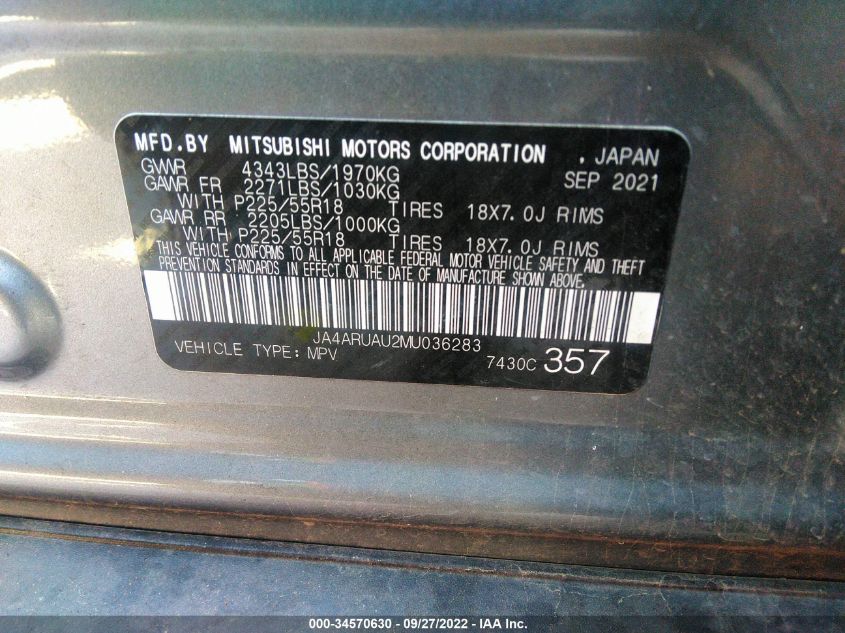 MFD.BY MITSUBISHI MOTORS CORPORATION . JAPAN
GVWR 4343LBS/1970KG SEP 2021
GAWR FR 2271LBS/1030KG
WITH P225/55R18 TIRES 18X7.0J RIMS
GAWR RR 2205LBS/1000KG
WITH P225/55R18 TIRES 18X7.0J RIMS
THIS VEHICLE CONFORMS TO ALL APPLICABLE FEDERAL MOTOR VEHICLE SAFETY AND THEFT
PREVENTION STANDARDS IN EFFECT ON THE DATE OF MANUFACTURE SHOWN ABOVE.
JA4ARUAU2MU036283
VEHICLE TYPE: MPV 7430C 357
000-34570630 - 09/27/2022 - IAA Inc.